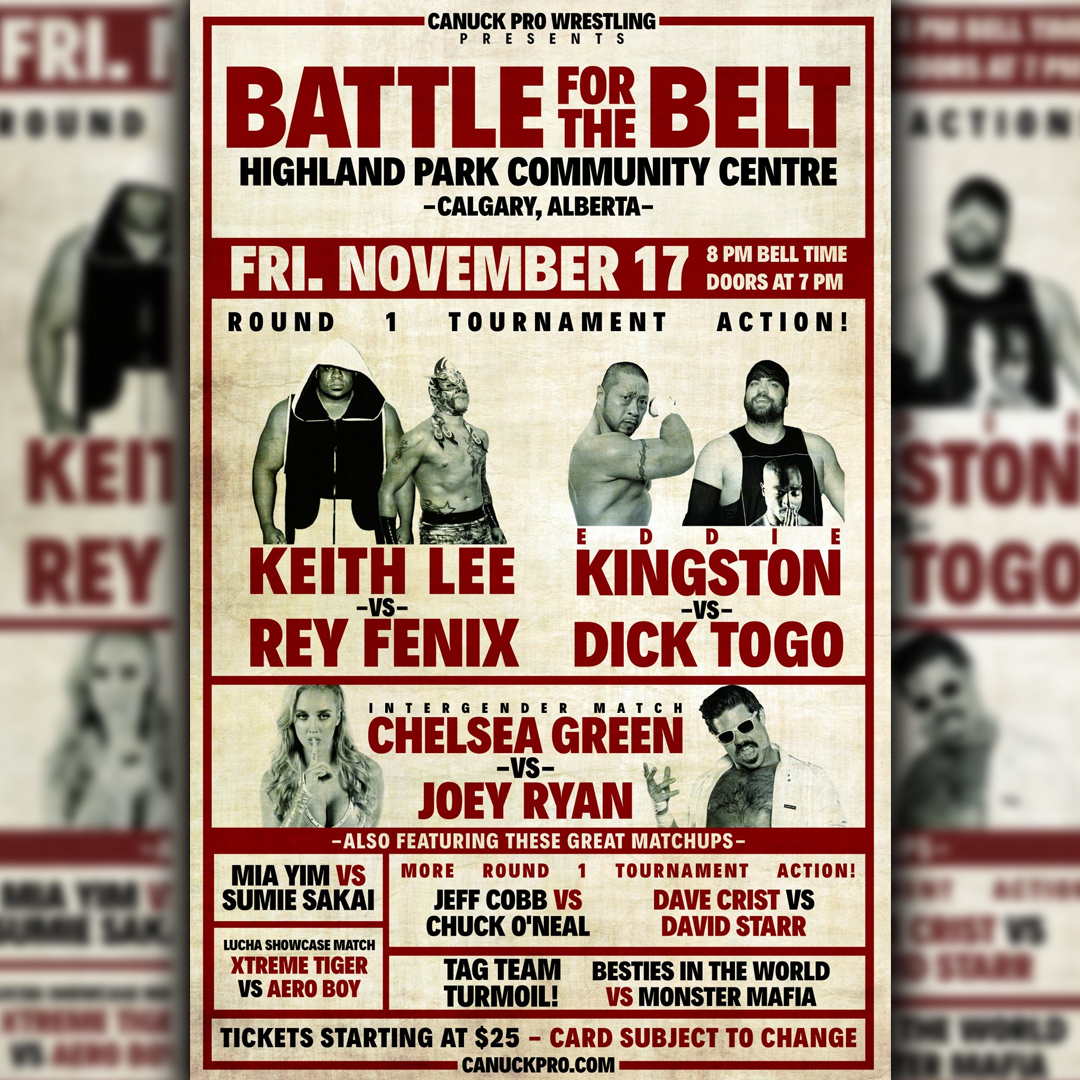 CANUCK PRO WRESTLING
PRESENTS
BATTLE FOR THE BELT
HIGHLAND PARK COMMUNITY CENTRE
–CALGARY, ALBERTA–
FRI. NOVEMBER 17
8 PM BELL TIME
DOORS AT 7 PM
ROUND 1 TOURNAMENT ACTION!
KEITH LEE
–VS–
REY FENIX
EDDIE
KINGSTON
–VS–
DICK TOGO
INTERGENDER MATCH
CHELSEA GREEN
–VS–
JOEY RYAN
–ALSO FEATURING THESE GREAT MATCHUPS–
MIA YIM VS
SUMIE SAKAI
LUCHA SHOWCASE MATCH
XTREME TIGER
VS AERO BOY
MORE ROUND 1 TOURNAMENT ACTION!
JEFF COBB VS
CHUCK O'NEAL
DAVE CRIST VS
DAVID STARR
TAG TEAM
TURMOIL!
BESTIES IN THE WORLD
VS MONSTER MAFIA
TICKETS STARTING AT $25 – CARD SUBJECT TO CHANGE
CANUCKPRO.COM